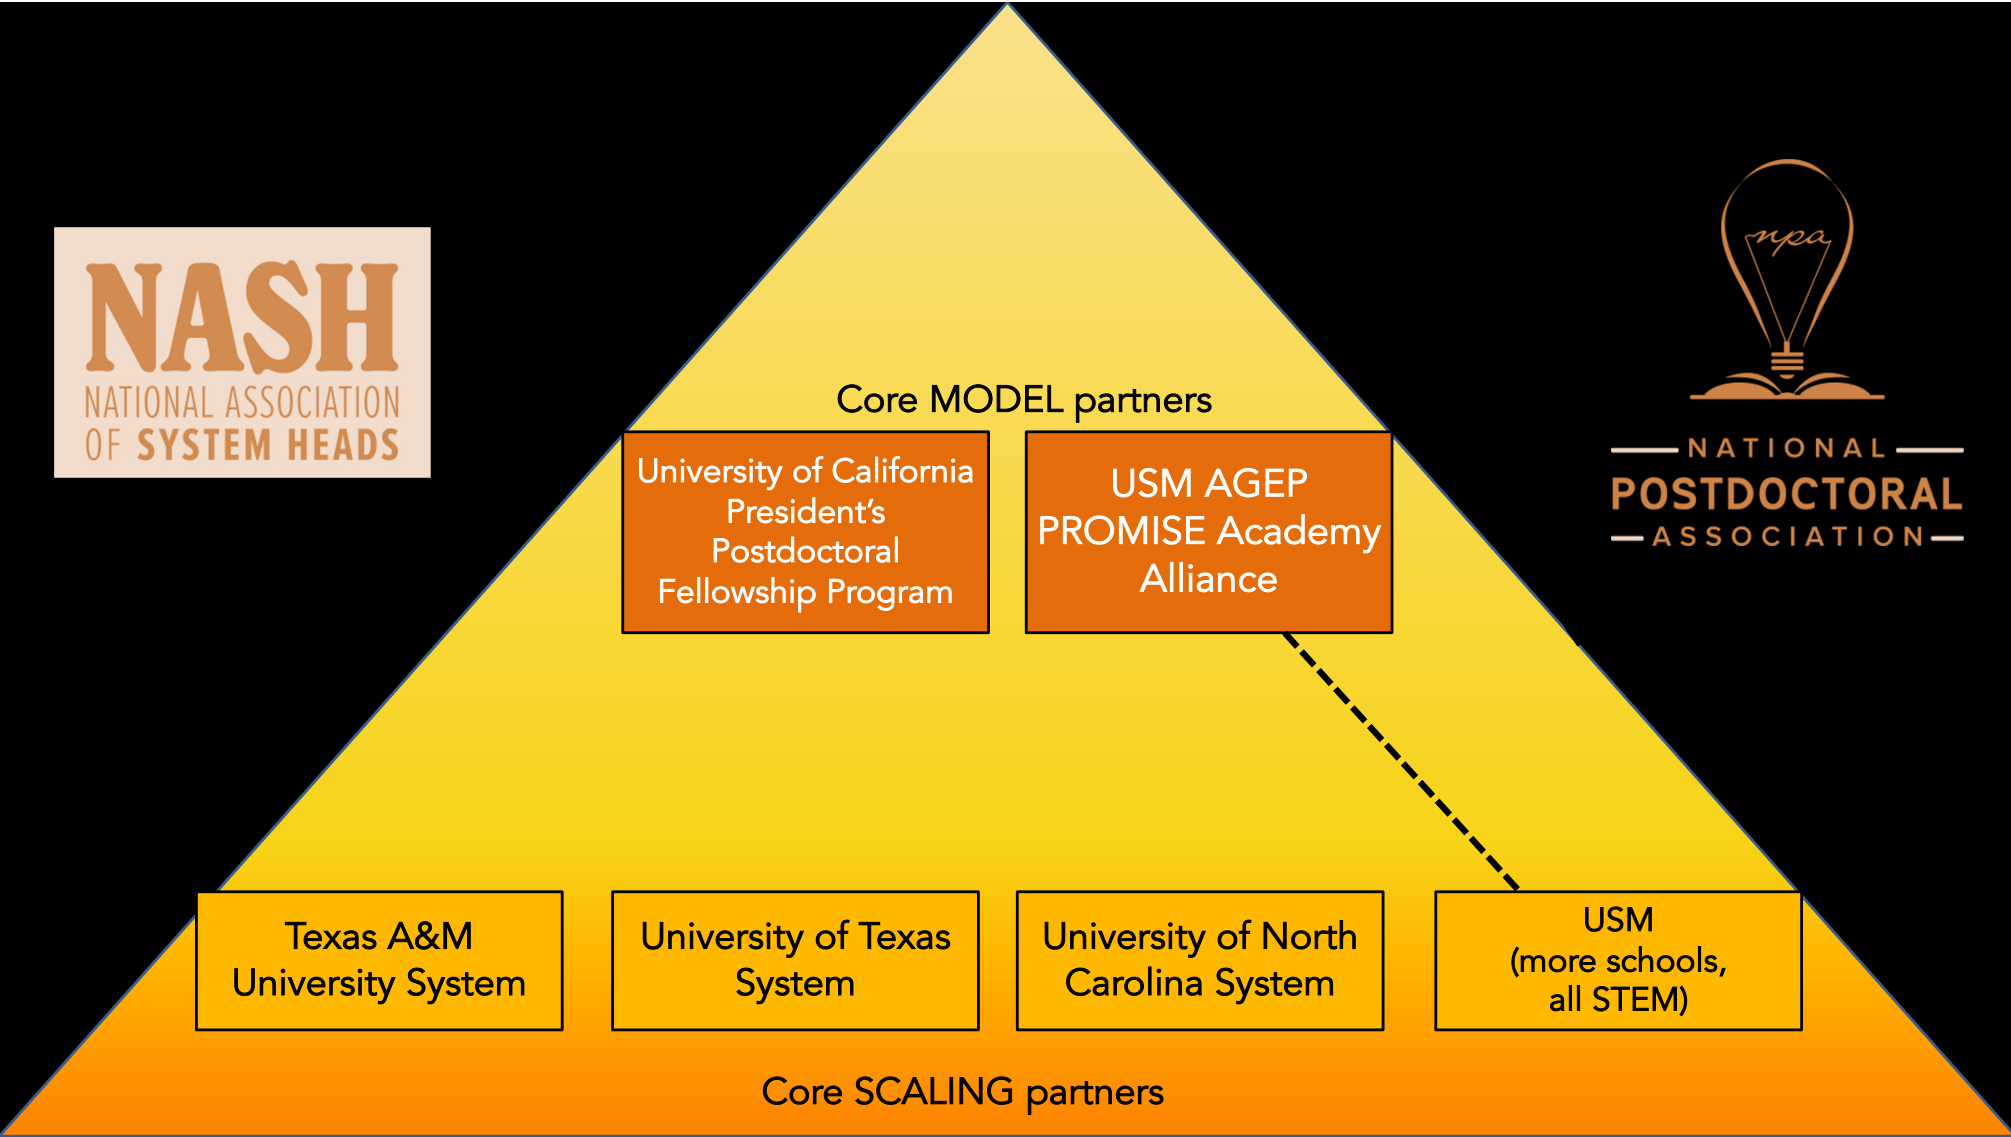 NASH
NATIONAL ASSOCIATION
OF SYSTEM HEADS
npa
NATIONAL
POSTDOCTORAL
ASSOCIATION
Core MODEL partners
University of California
President’s
Postdoctoral
Fellowship Program
USM AGEP
PROMISE Academy
Alliance
Texas A&M
University System
University of Texas
System
University of North
Carolina System
USM
(more schools,
all STEM)
Core SCALING partners